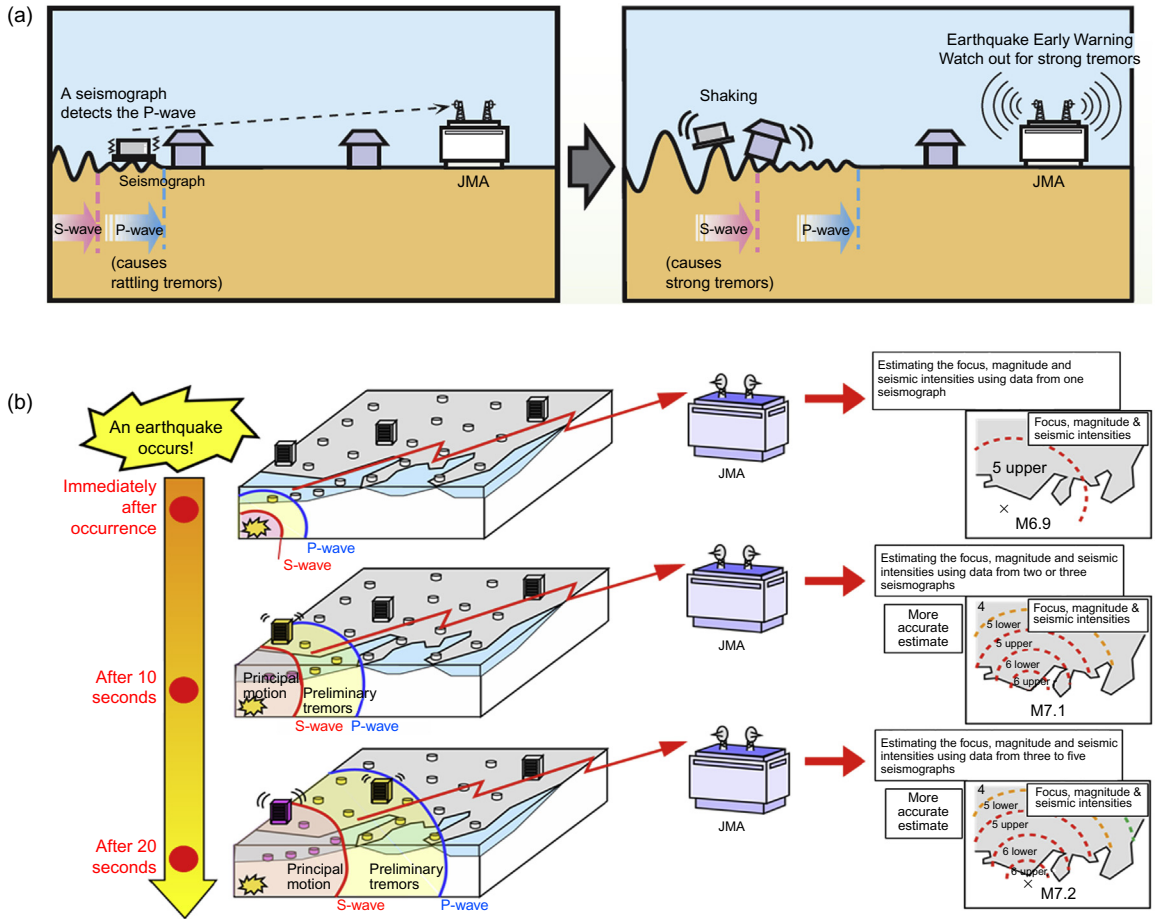 (a)
A seismograph
detects the P-wave
Seismograph
JMA
S-wave
P-wave
(causes
rattling tremors)
Earthquake Early Warning
Watch out for strong tremors
Shaking
JMA
S-wave
P-wave
(causes
strong tremors)
(b)
An earthquake
occurs!
Immediately
after
occurrence
P-wave
S-wave
JMA
Estimating the focus, magnitude and
seismic intensities using data from one
seismograph
Focus, magnitude &
seismic intensities
5 upper
×
M6.9
After 10
seconds
Principal
motion
Preliminary
tremors
S-wave
P-wave
JMA
Estimating the focus, magnitude and seismic
intensities using data from two or three
seismographs
More
accurate
estimate
Focus, magnitude &
seismic intensities
4
5 lower
5 upper
6 lower
6 upper
M7.1
After 20
seconds
Principal
motion
Preliminary
tremors
S-wave
P-wave
JMA
Estimating the focus, magnitude and seismic
intensities using data from three to five
seismographs
More
accurate
estimate
Focus, magnitude &
seismic intensities
4
5 lower
5 upper
6 lower
6 upper
×
M7.2